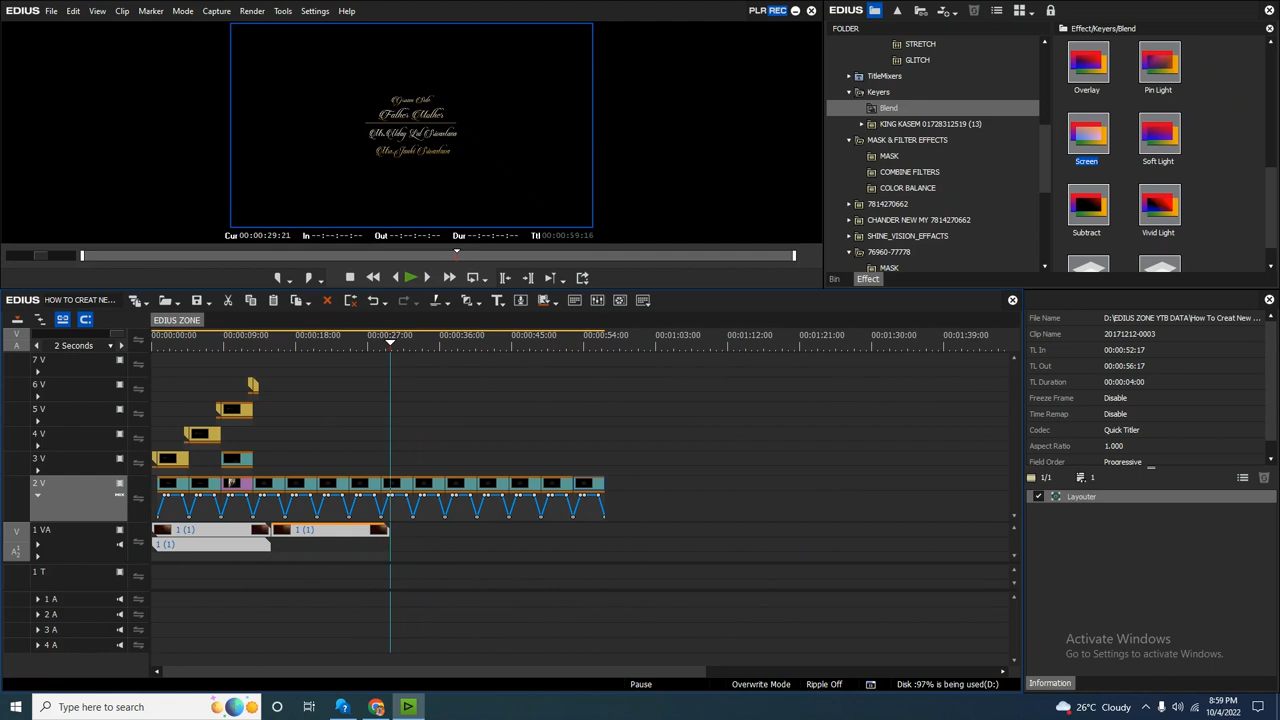 EDIUS File Edit View Clip Marker Mode Capture Render Tools Settings Help PLR REC
Groom Side
Father Mother
Cur 00:00:29:21 In --:--:--:-- Out --:--:--:-- Dur --:--:--:-- Ttl 00:00:59:16
EDIUS
FOLDER
STRETCH
GLITCH
TitleMixers
Keyers
Blend
KING KASEM 01728312519 (13)
MASK & FILTER EFFECTS
MASK
COMBINE FILTERS
COLOR BALANCE
7814270662
CHANDER NEW MY 7814270662
SHINE_VISION_EFFECTS
76960-77778
MASK
Bin Effect
Effect/Keyers/Blend
Overlay Pin Light
Screen Soft Light
Subtract Vivid Light
EDIUS HOW TO CREATE NE...
EDIUS ZONE
V
A
2 Seconds
00:00:00:00 00:00:09:00 00:00:18:00 00:00:27:00 00:00:36:00 00:00:45:00 00:00:54:00 00:01:03:00 00:01:12:00 00:01:21:00 00:01:30:00 00:01:39:00
7 V
6 V
5 V
4 V
3 V
2 V
V 1 VA 1 (1) 1 (1)
A12 1 (1)
1 T
1 A
2 A
3 A
4 A
Pause Overwrite Mode Ripple Off Disk :97% is being used(D:)
File Name D:\EDIUS ZONE YTB DATA\How To Create New ...
Clip Name 20171212-0003
TL In 00:00:52:17
TL Out 00:00:56:17
TL Duration 00:00:04:00
Freeze Frame Disable
Time Remap Disable
Codec Quick Titler
Aspect Ratio 1.000
Field Order Progressive
1/1 1
Layouter
Activate Windows
Go to Settings to activate Windows.
Information
Type here to search
26°C Cloudy
8:59 PM
10/4/2022